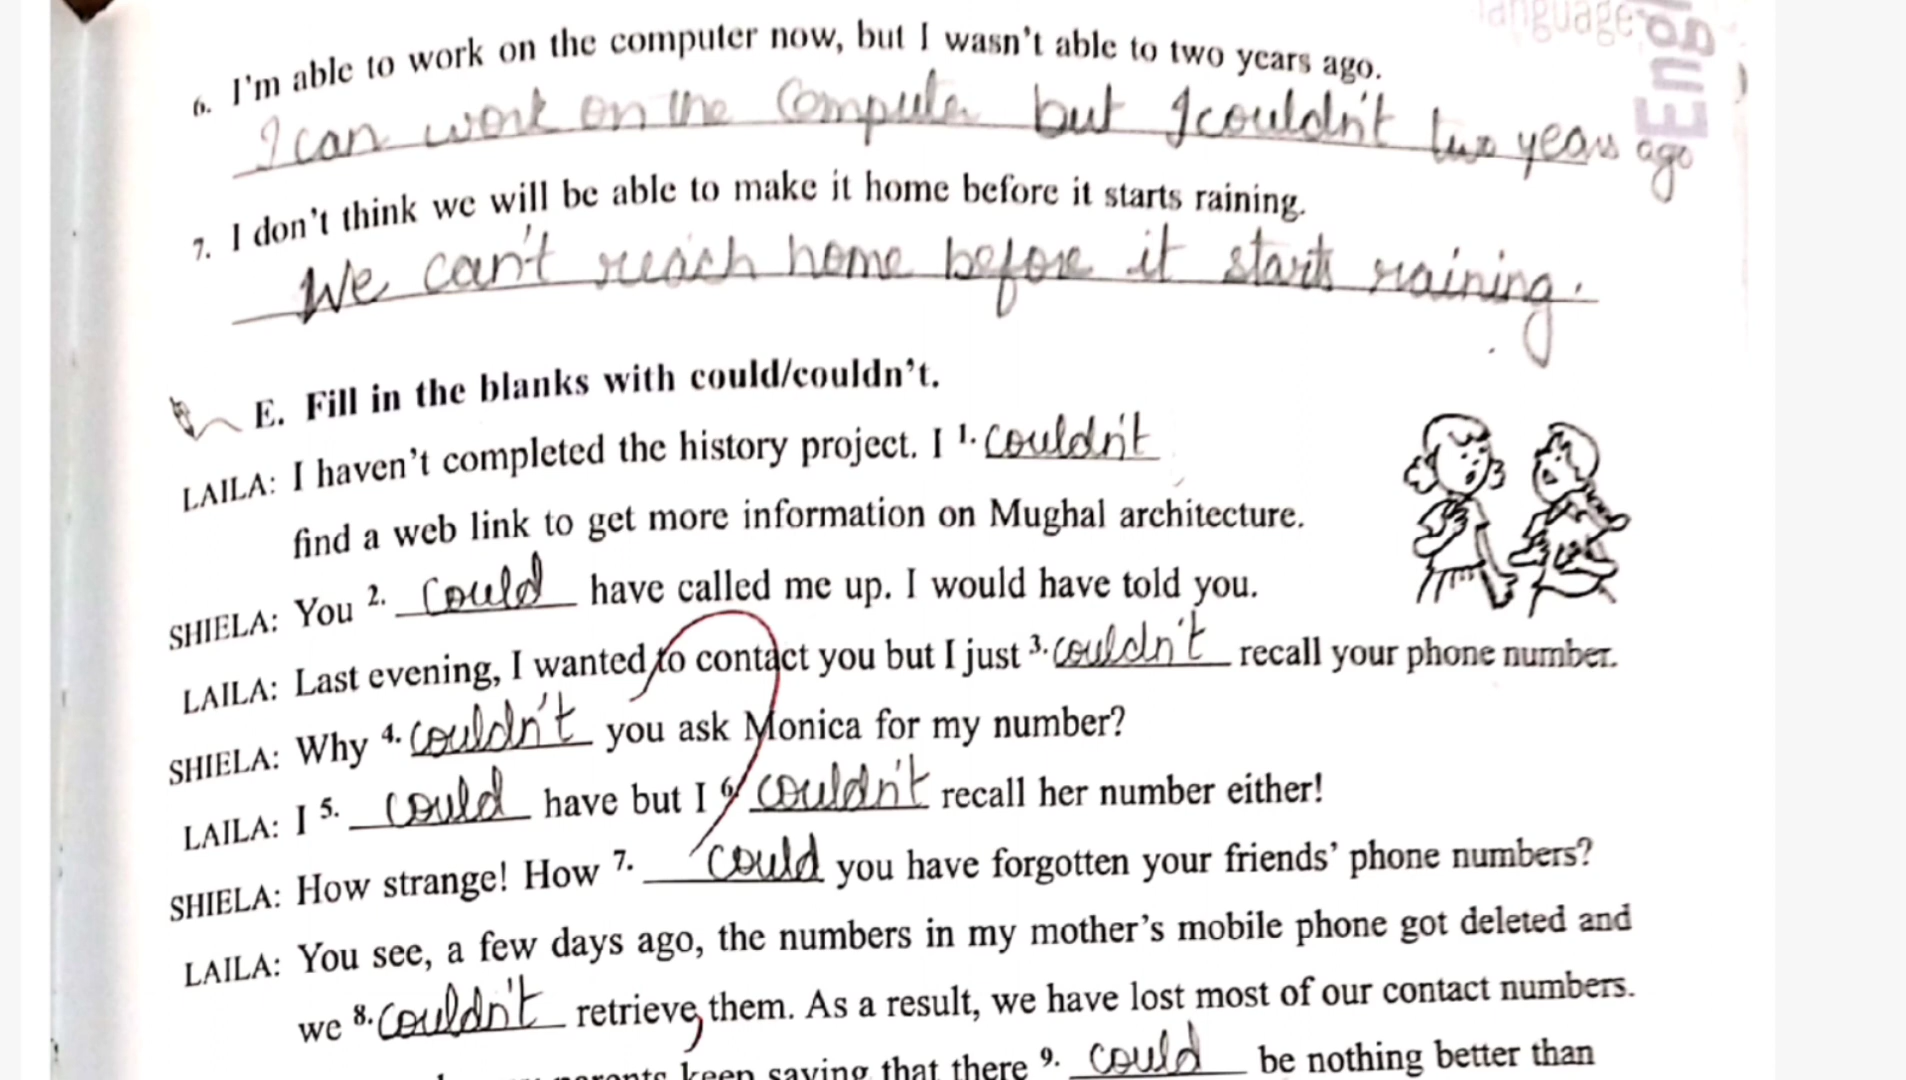 language
Eng
6. I'm able to work on the computer now, but I wasn't able to two years ago.
I can work on the computer but I couldn't two years ago
7. I don't think we will be able to make it home before it starts raining.
We can't reach home before it starts raining.
E. Fill in the blanks with could/couldn't.
LAILA: I haven't completed the history project. I 1. couldn't
find a web link to get more information on Mughal architecture.
SHIELA: You 2. Could have called me up. I would have told you.
LAILA: Last evening, I wanted to contact you but I just 3. couldn't recall your phone number.
SHIELA: Why 4. couldn't you ask Monica for my number?
LAILA: I 5. could have but I 6. couldn't recall her number either!
SHIELA: How strange! How 7. could you have forgotten your friends' phone numbers?
LAILA: You see, a few days ago, the numbers in my mother's mobile phone got deleted and
we 8. couldn't retrieve them. As a result, we have lost most of our contact numbers.
parents keep saying that there 9. could be nothing better than